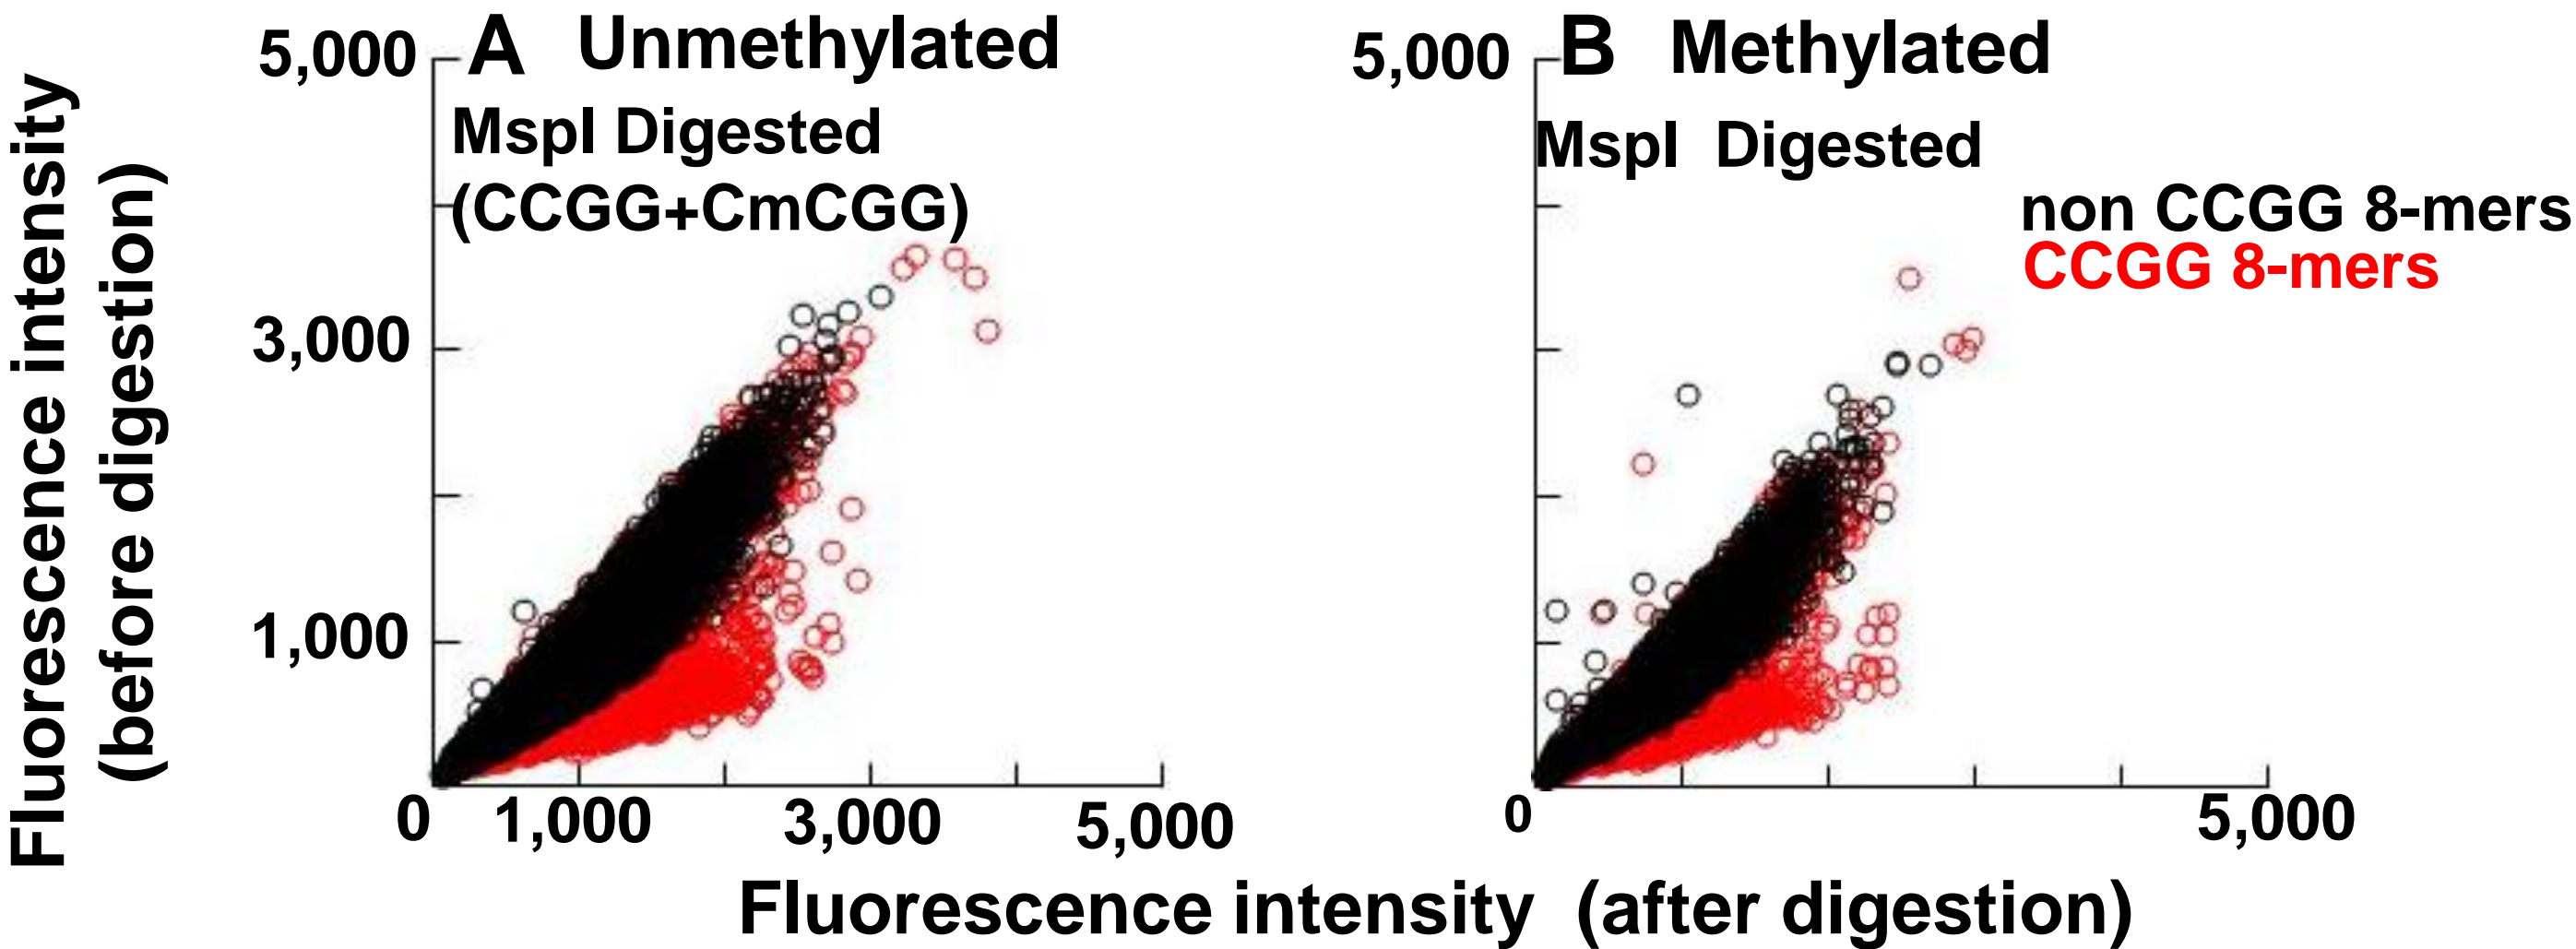 Fluorescence intensity
(before digestion)
5,000
3,000
1,000
A Unmethylated
MspI Digested
(CCGG+CmCGG)
0 1,000 3,000 5,000
5,000
B Methylated
MspI Digested
non CCGG 8-mers
CCGG 8-mers
0 5,000
Fluorescence intensity (after digestion)